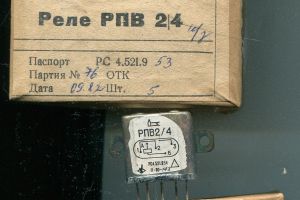 Реле РПВ 2/4
Паспорт РС 4.521.9 53
Партия № 76 ОТК
Дата 09.82 Шт. 5
РПВ2/4